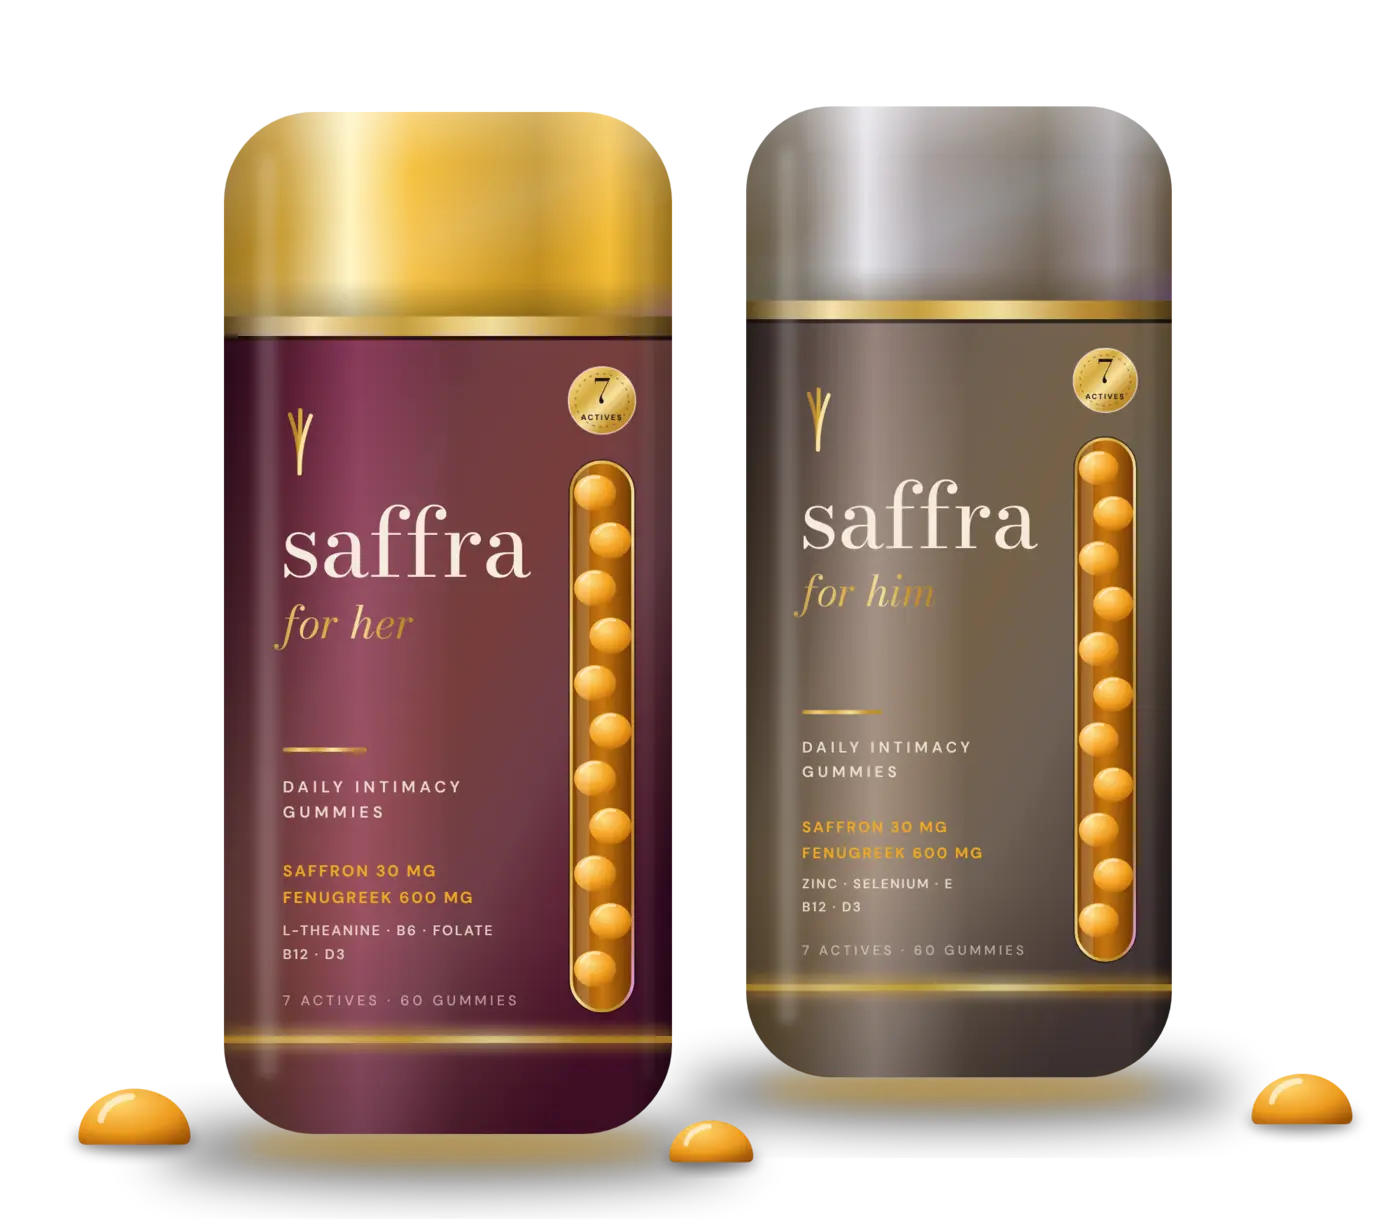 7
ACTIVES
saffra
for her
DAILY INTIMACY
GUMMIES
SAFFRON 30 MG
FENUGREEK 600 MG
L-THEANINE · B6 · FOLATE
B12 · D3
7 ACTIVES · 60 GUMMIES
7
ACTIVES
saffra
for him
DAILY INTIMACY
GUMMIES
SAFFRON 30 MG
FENUGREEK 600 MG
ZINC · SELENIUM · E
B12 · D3
7 ACTIVES · 60 GUMMIES